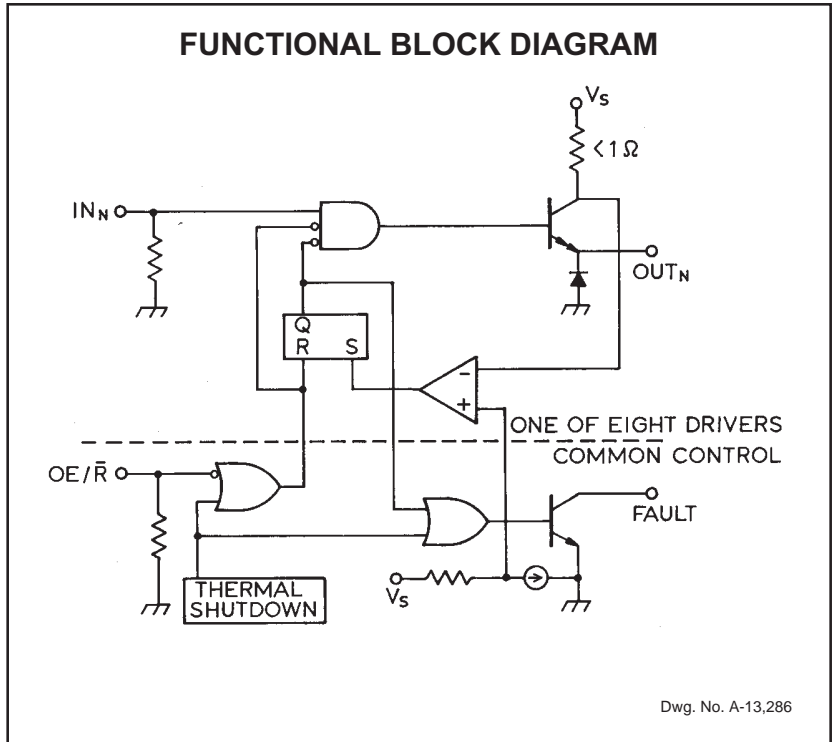 FUNCTIONAL BLOCK DIAGRAM
VS
<1Ω
INN
OUTN
Q
R S
-
+
ONE OF EIGHT DRIVERS
COMMON CONTROL
OE/R̅
FAULT
THERMAL
SHUTDOWN
VS
Dwg. No. A-13,286